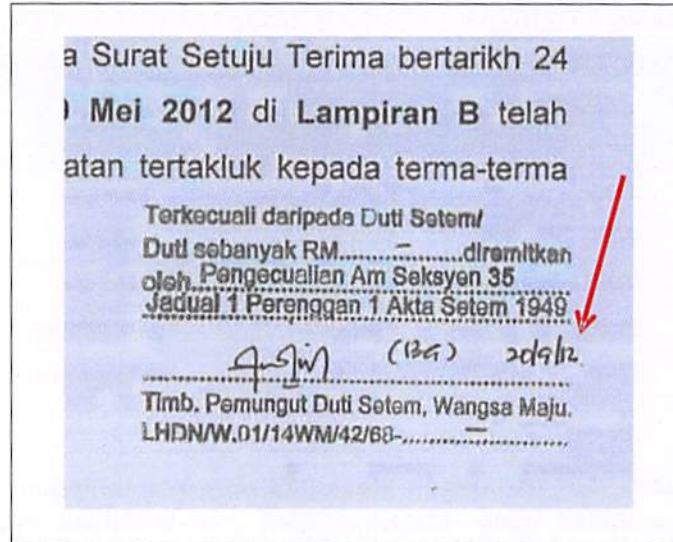 a Surat Setuju Terima bertarikh 24
Mei 2012 di Lampiran B telah
atan tertakluk kepada terma-terma
Terkecuali daripada Duti Setem/
Duti sebanyak RM.......–.......diremitkan
oleh Pengecualian Am Seksyen 35
Jadual 1 Perenggan 1 Akta Setem 1949
(BG) 20/9/12
Timb. Pemungut Duti Setem, Wangsa Maju.
LHDN/W.01/14WM/42/68-..........–..........